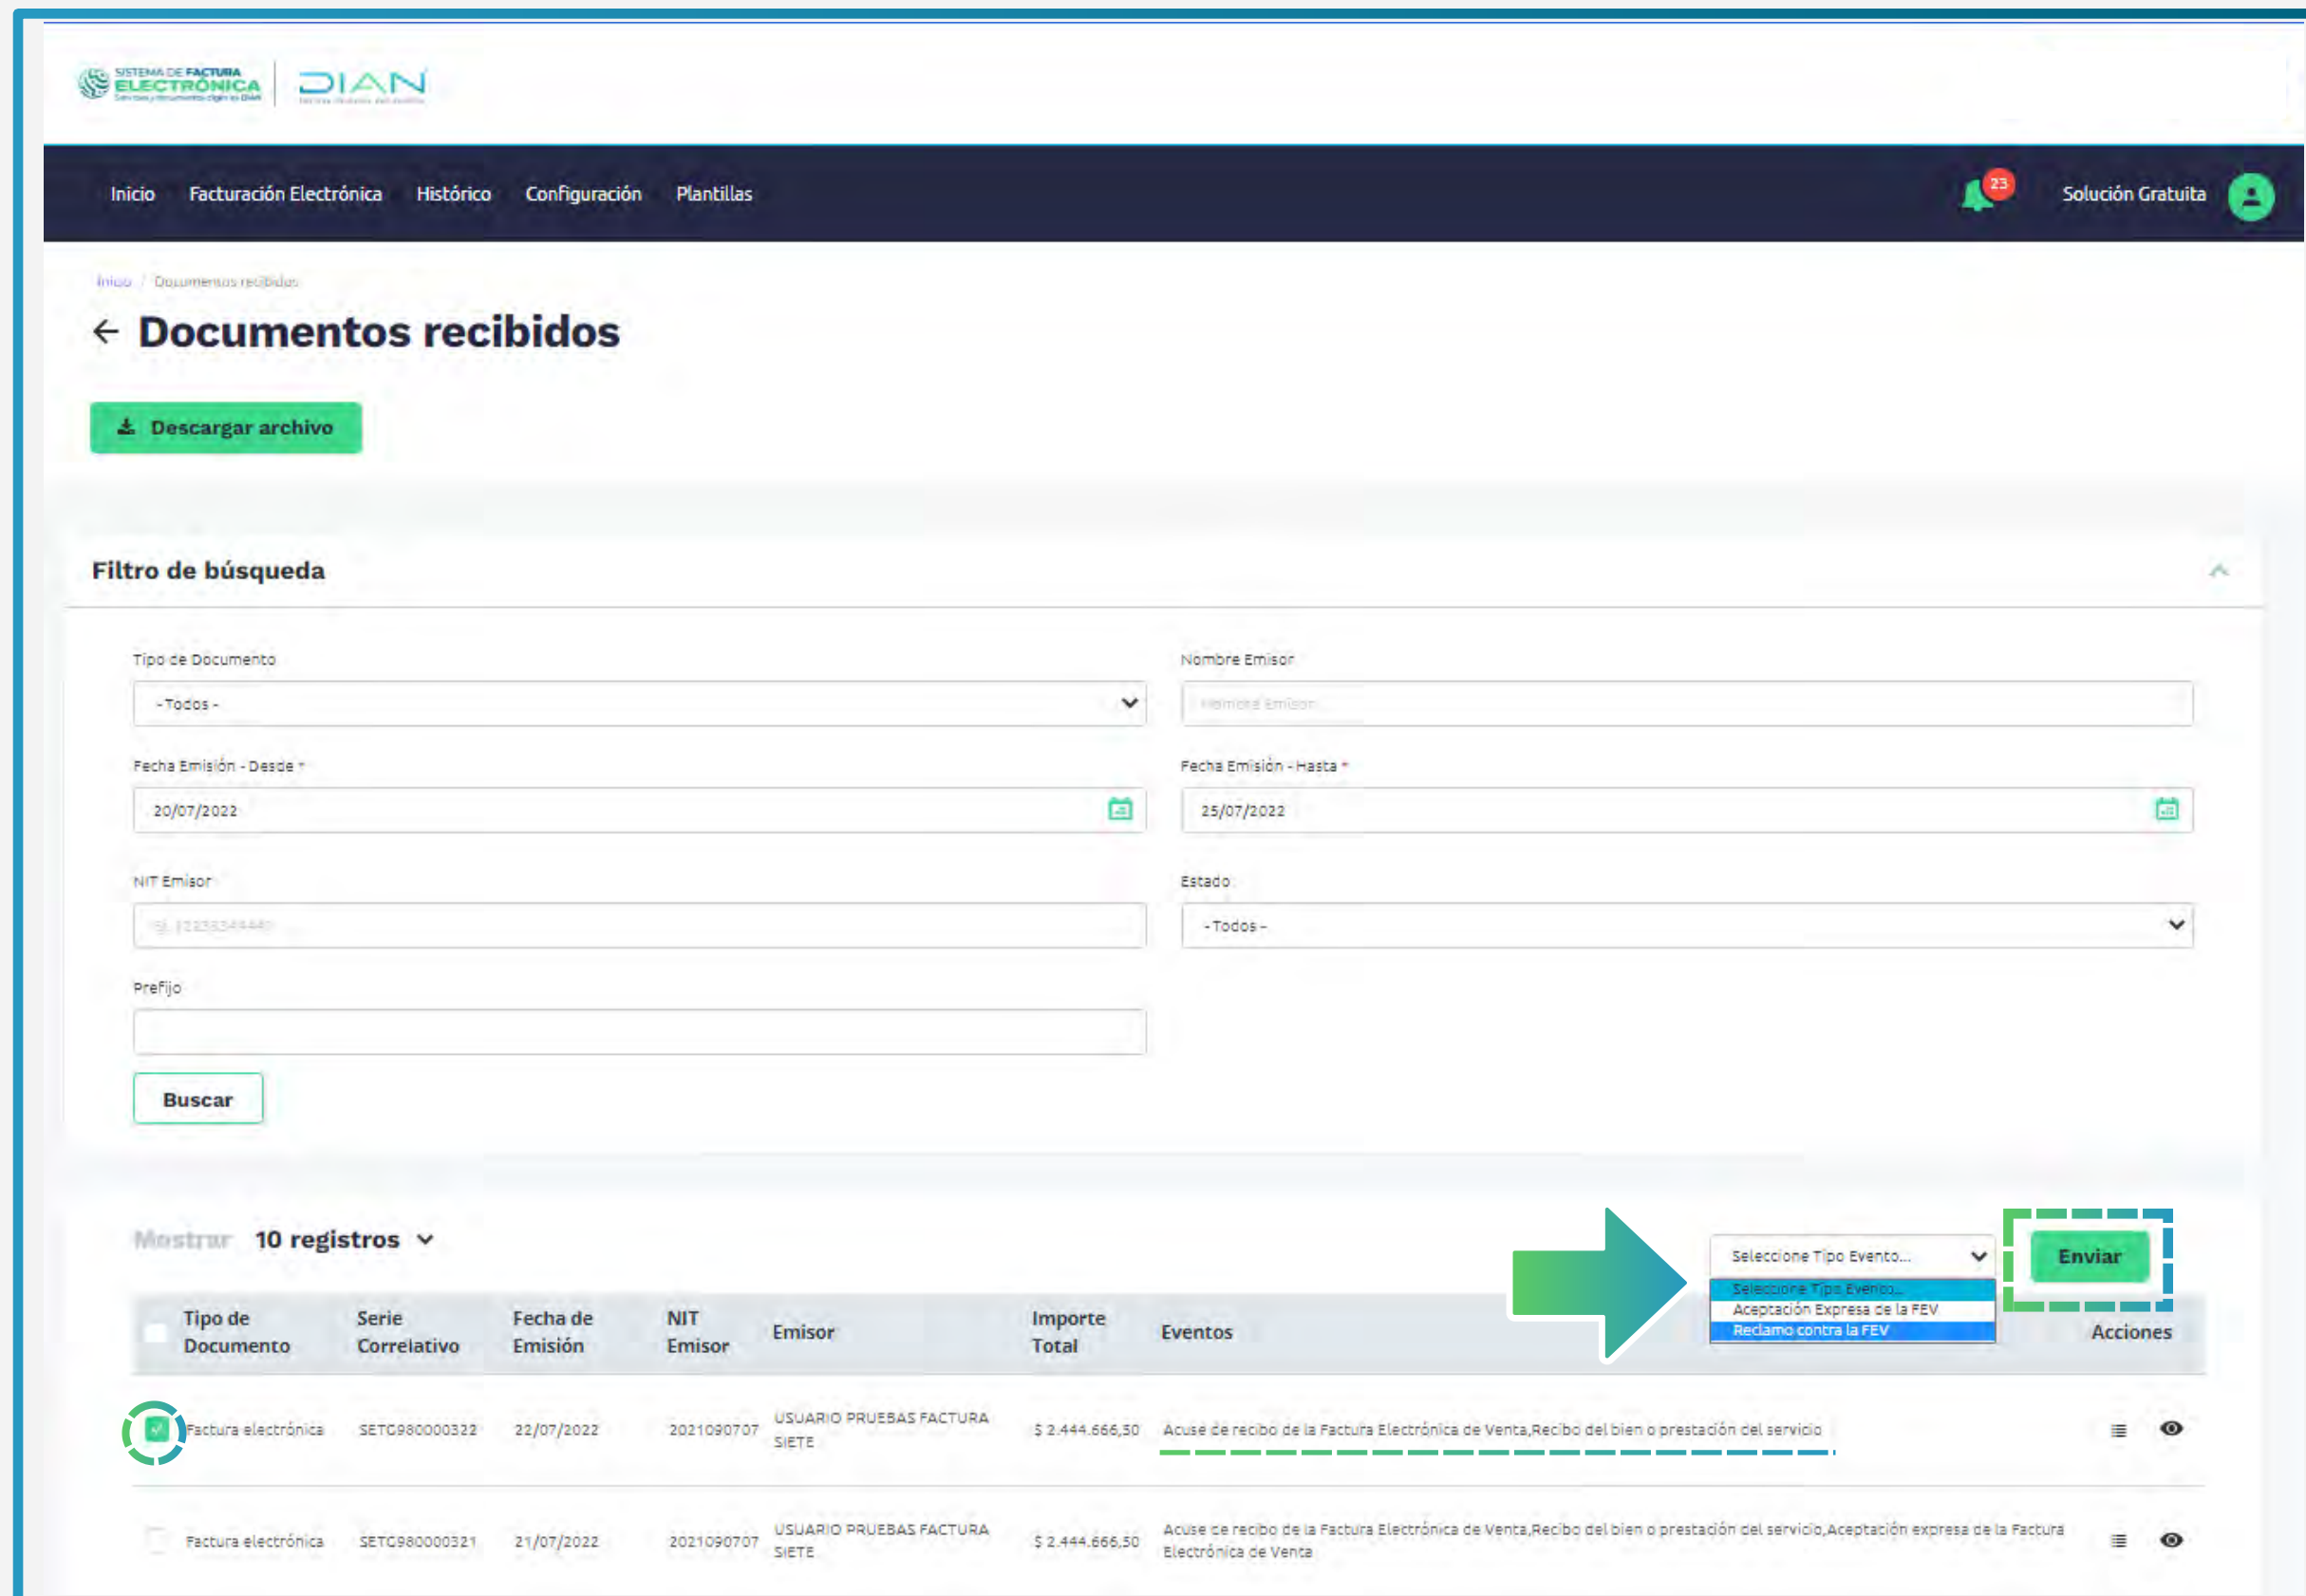 SISTEMA DE FACTURA
ELECTRÓNICA
DIAN
Inicio Facturación Electrónica Histórico Configuración Plantillas 23 Solución Gratuita
Inicio / Documentos recibidos
Documentos recibidos
Descargar archivo
Filtro de búsqueda
Tipo de Documento Nombre Emisor
- Todos - Nombre Emisor
Fecha Emisión - Desde * Fecha Emisión - Hasta *
20/07/2022 25/07/2022
NIT Emisor Estado
- Todos -
Prefijo
Buscar
Mostrar 10 registros Seleccione Tipo Evento... Enviar
Seleccione Tipo Evento...
Aceptación Expresa de la FEV
Reclamo contra la FEV
Tipo de Documento Serie Correlativo Fecha de Emisión NIT Emisor Emisor Importe Total Eventos Acciones
Factura electrónica SETG980000322 22/07/2022 2021090707 USUARIO PRUEBAS FACTURA SIETE $ 2.444.666,50 Acuse de recibo de la Factura Electrónica de Venta,Recibo del bien o prestación del servicio
Factura electrónica SETG980000321 21/07/2022 2021090707 USUARIO PRUEBAS FACTURA SIETE $ 2.444.666,50 Acuse de recibo de la Factura Electrónica de Venta,Recibo del bien o prestación del servicio,Aceptación expresa de la Factura
Electrónica de Venta